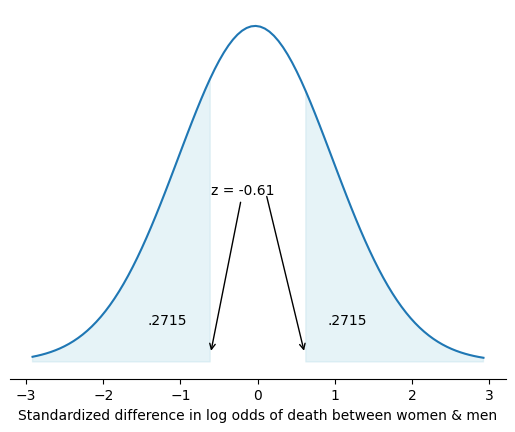 z = -0.61
.2715 .2715
−3 −2 −1 0 1 2 3
Standardized difference in log odds of death between women & men